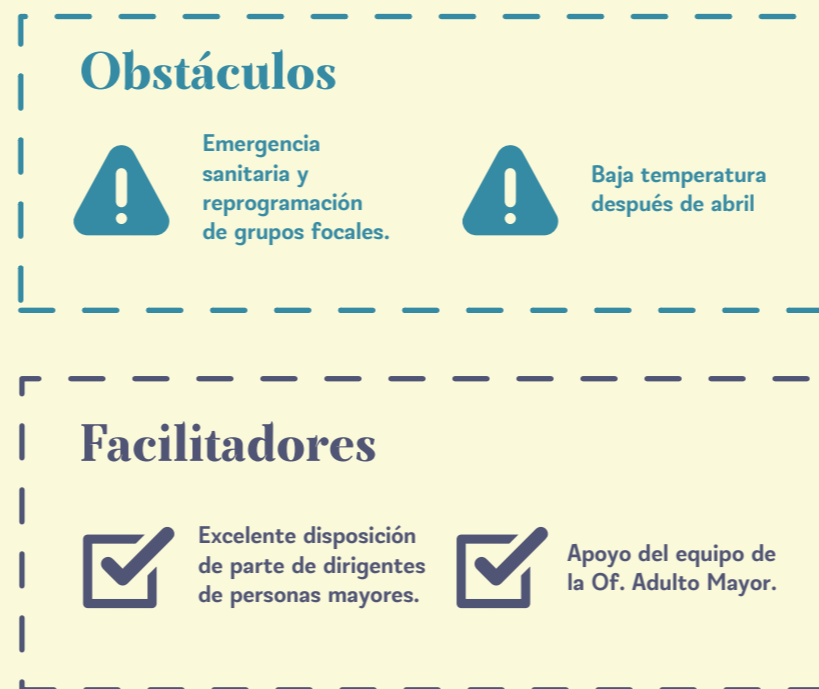 Obstáculos
Emergencia
sanitaria y
reprogramación
de grupos focales.
Baja temperatura
después de abril
Facilitadores
Excelente disposición
de parte de dirigentes
de personas mayores.
Apoyo del equipo de
la Of. Adulto Mayor.